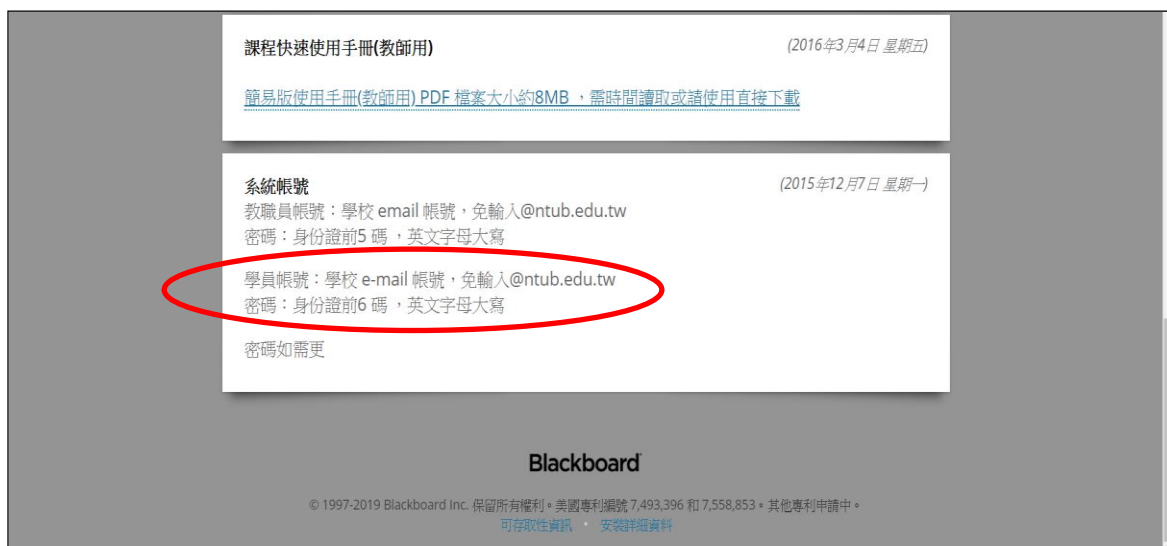 課程快速使用手冊(教師用)
(2016年3月4日 星期五)
簡易版使用手冊(教師用) PDF 檔案大小約8MB ，需時間讀取或請使用直接下載
系統帳號
(2015年12月7日 星期一)
教職員帳號：學校 email 帳號，免輸入@ntub.edu.tw
密碼：身份證前5 碼 ，英文字母大寫
學員帳號：學校 e-mail 帳號，免輸入@ntub.edu.tw
密碼：身份證前6 碼 ，英文字母大寫
密碼如需更
Blackboard
© 1997-2019 Blackboard Inc. 保留所有權利。美國專利編號 7,493,396 和 7,558,853。其他專利申請中。
可存取性資訊 • 安裝詳細資料